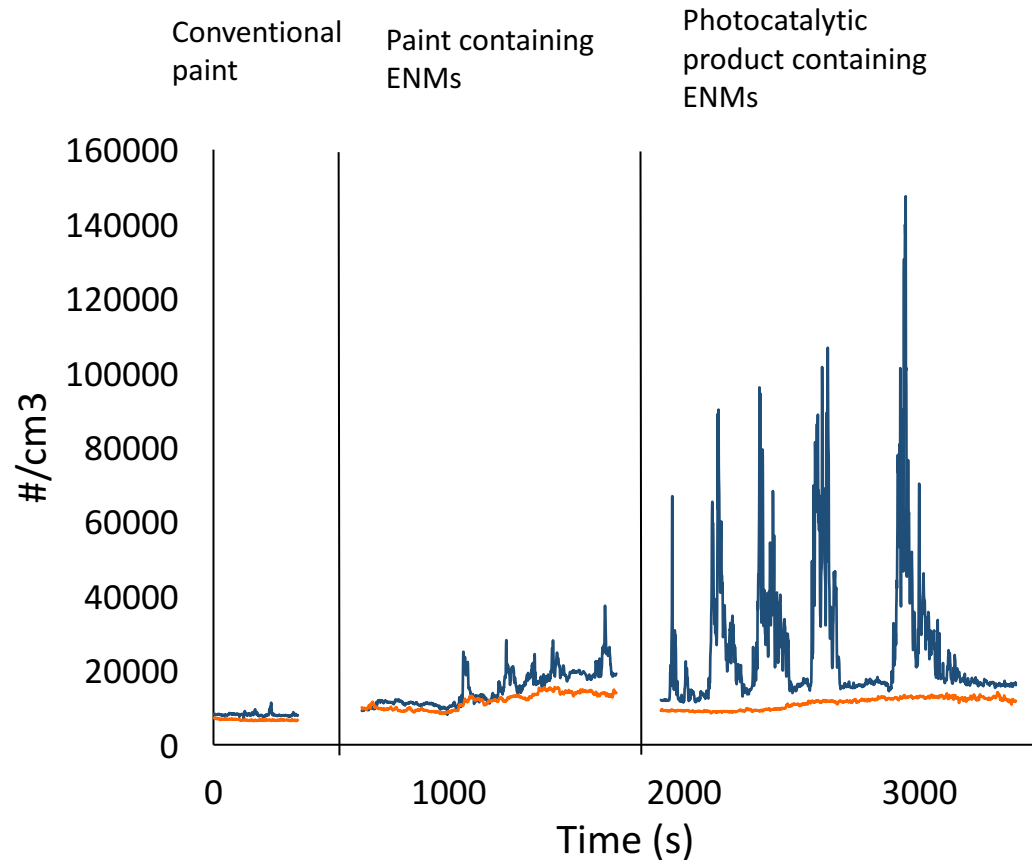 Conventional
paint
Paint containing
ENMs
Photocatalytic
product containing
ENMs
160000
140000
120000
100000
80000
60000
40000
20000
0
#/cm3
0 1000 2000 3000
Time (s)